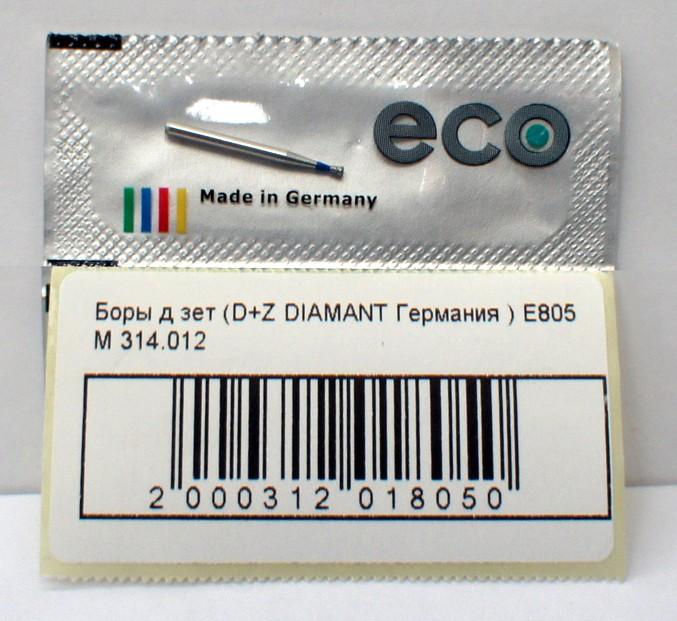 eco
Made in Germany
Боры д зет (D+Z DIAMANT Германия ) E805
М 314.012
2 000312 018050